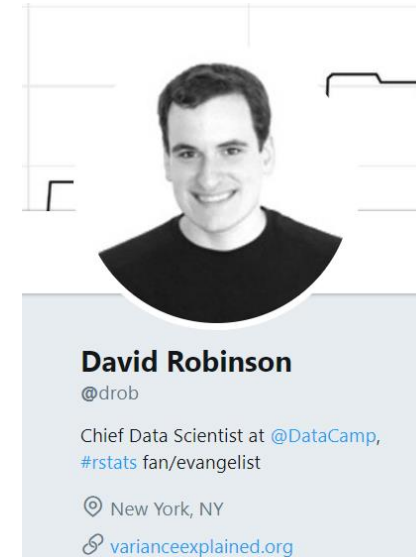 David Robinson
@drob
Chief Data Scientist at @DataCamp,
#rstats fan/evangelist
New York, NY
varianceexplained.org